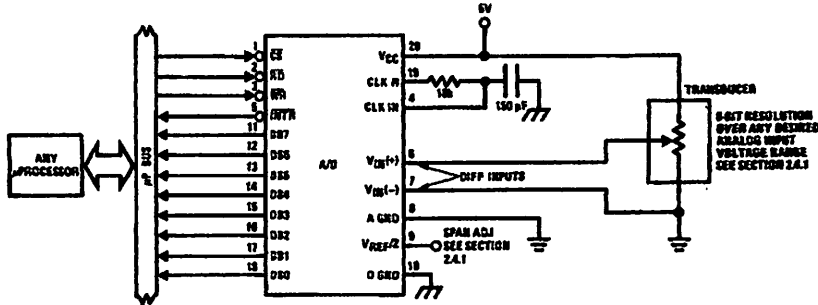 5V
1
CS
VCC
20
2
RD
CLK R
19
10k
3
WR
CLK IN
4
150 pF
TRANSDUCER
5
INTR
11
DB7
8-BIT RESOLUTION
OVER ANY DESIRED
ANALOG INPUT
VOLTAGE RANGE
SEE SECTION 2.4.1
ANY
μPROCESSOR
μP BUS
12
DB6
A/D
VIN(+)
6
13
DB5
DIFF INPUTS
14
DB4
VIN(−)
7
15
DB3
A GND
8
16
DB2
VREF/2
9
SPAN ADJ
SEE SECTION
2.4.1
17
DB1
18
DB0
D GND
10